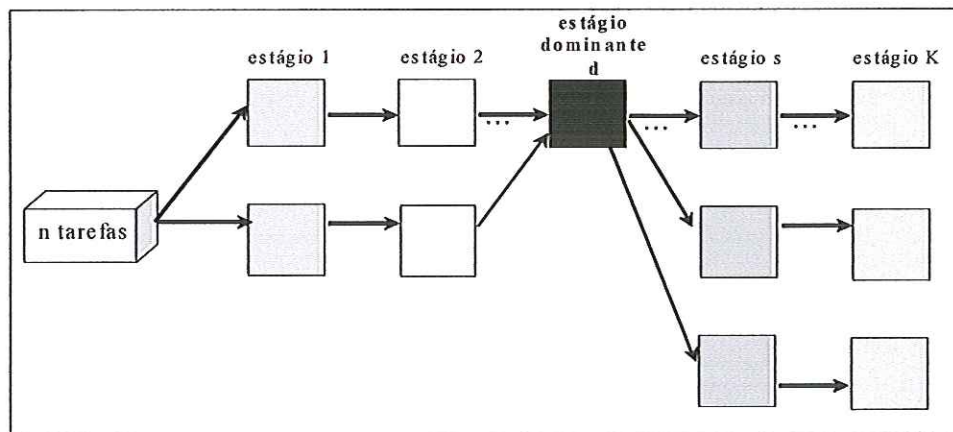 estágio 1
estágio 2
estágio
dominante
d
estágio s
estágio K
...
...
...
n tarefas